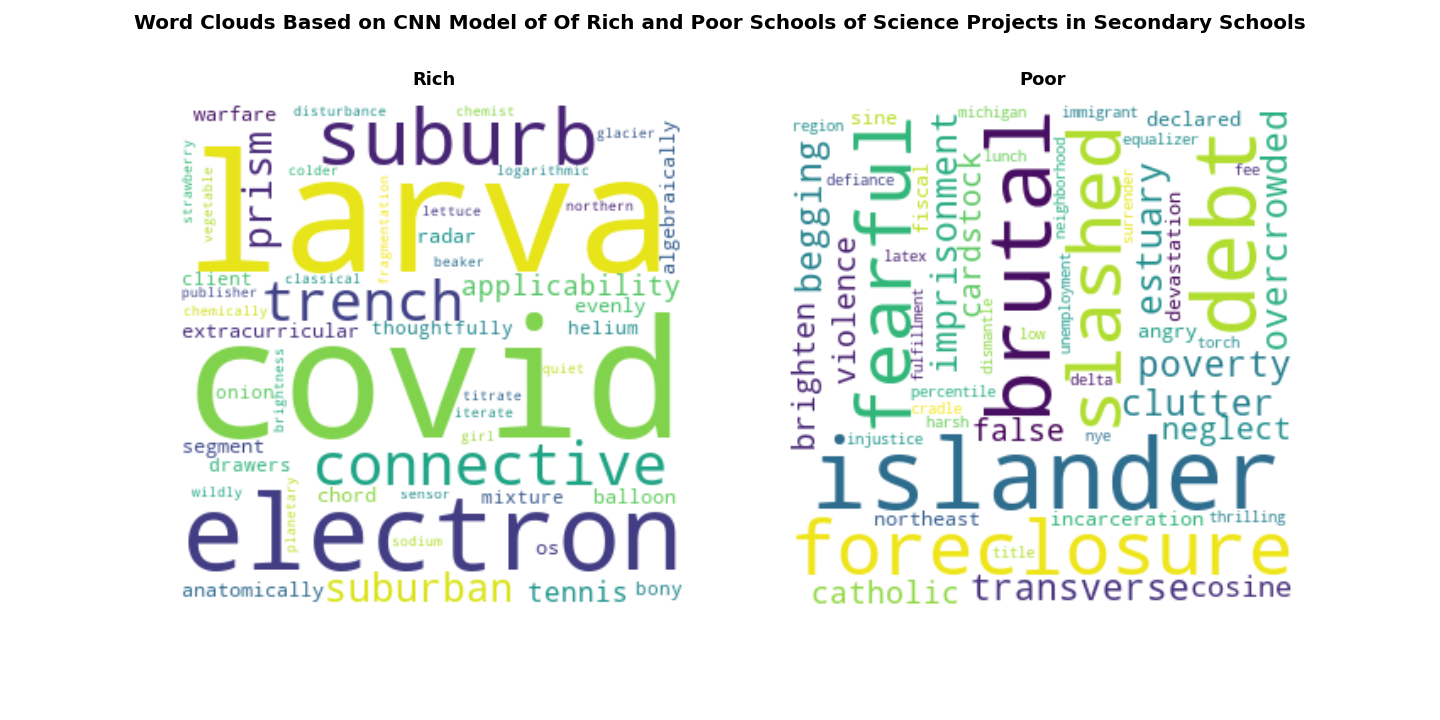 Word Clouds Based on CNN Model of Of Rich and Poor Schools of Science Projects in Secondary Schools
Rich
warfare
disturbance
chemist
suburb
glacier
prism
strawberry
vegetable
colder
logarithmic
algebraically
larva
fragmentation
lettuce
northern
radar
beaker
client
classical
publisher
trench
applicability
chemically
evenly
extracurricular
thoughtfully
helium
covid
brightness
quiet
onion
titrate
iterate
girl
segment
drawers
connective
wildly
planetary
chord
sensor
mixture
balloon
electron
sodium
os
anatomically
suburban
tennis
bony
Poor
region
sine
michigan
immigrant
declared
equalizer
begging
fearful
imprisonment
brutal
slashed
debt
overcrowded
defiance
fiscal
cardstock
lunch
neighborhood
surrender
estuary
devastation
fee
latex
violence
brighten
fulfillment
dismantle
low
unemployment
angry
torch
poverty
percentile
delta
cradle
clutter
harsh
false
nye
neglect
injustice
islander
northeast
incarceration
thrilling
foreclosure
title
catholic
transverse
cosine